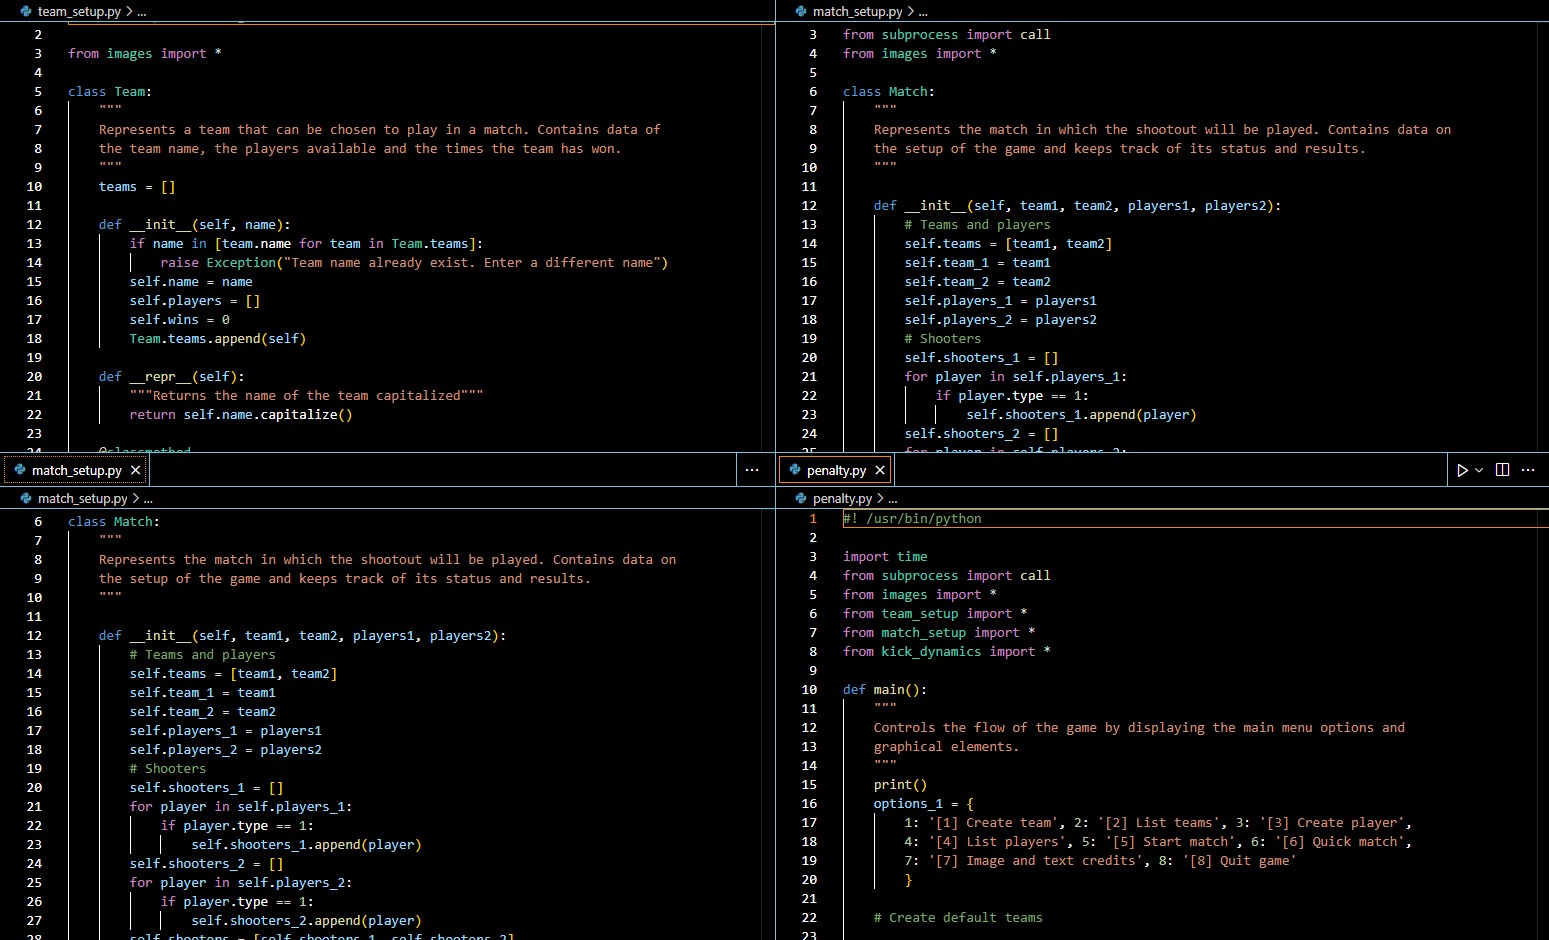 team_setup.py > ...
2
3 from images import *
4
5 class Team:
6 """
7 Represents a team that can be chosen to play in a match. Contains data of
8 the team name, the players available and the times the team has won.
9 """
10 teams = []
11
12 def __init__(self, name):
13 if name in [team.name for team in Team.teams]:
14 raise Exception("Team name already exist. Enter a different name")
15 self.name = name
16 self.players = []
17 self.wins = 0
18 Team.teams.append(self)
19
20 def __repr__(self):
21 """Returns the name of the team capitalized"""
22 return self.name.capitalize()
23
24 @classmethod
match_setup.py > ...
3 from subprocess import call
4 from images import *
5
6 class Match:
7 """
8 Represents the match in which the shootout will be played. Contains data on
9 the setup of the game and keeps track of its status and results.
10 """
11
12 def __init__(self, team1, team2, players1, players2):
13 # Teams and players
14 self.teams = [team1, team2]
15 self.team_1 = team1
16 self.team_2 = team2
17 self.players_1 = players1
18 self.players_2 = players2
19 # Shooters
20 self.shooters_1 = []
21 for player in self.players_1:
22 if player.type == 1:
23 self.shooters_1.append(player)
24 self.shooters_2 = []
25 for player in self.players_2:
match_setup.py ...
match_setup.py > ...
6 class Match:
7 """
8 Represents the match in which the shootout will be played. Contains data on
9 the setup of the game and keeps track of its status and results.
10 """
11
12 def __init__(self, team1, team2, players1, players2):
13 # Teams and players
14 self.teams = [team1, team2]
15 self.team_1 = team1
16 self.team_2 = team2
17 self.players_1 = players1
18 self.players_2 = players2
19 # Shooters
20 self.shooters_1 = []
21 for player in self.players_1:
22 if player.type == 1:
23 self.shooters_1.append(player)
24 self.shooters_2 = []
25 for player in self.players_2:
26 if player.type == 1:
27 self.shooters_2.append(player)
28 self.shooters = [self.shooters_1, self.shooters_2]
penalty.py ...
penalty.py > ...
1 #! /usr/bin/python
2
3 import time
4 from subprocess import call
5 from images import *
6 from team_setup import *
7 from match_setup import *
8 from kick_dynamics import *
9
10 def main():
11 """
12 Controls the flow of the game by displaying the main menu options and
13 graphical elements.
14 """
15 print()
16 options_1 = {
17 1: '[1] Create team', 2: '[2] List teams', 3: '[3] Create player',
18 4: '[4] List players', 5: '[5] Start match', 6: '[6] Quick match',
19 7: '[7] Image and text credits', 8: '[8] Quit game'
20 }
21
22 # Create default teams
23